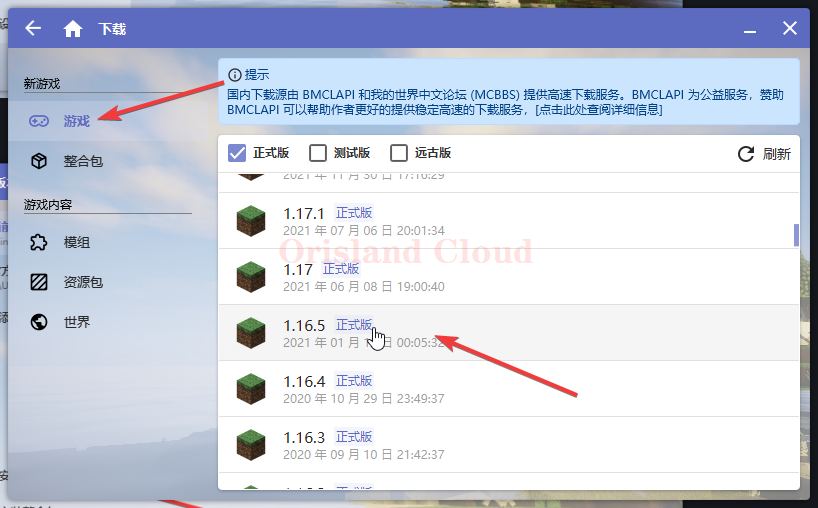 下载
新游戏
游戏
整合包
游戏内容
模组
资源包
世界
提示
国内下载源由 BMCLAPI 和我的世界中文论坛 (MCBBS) 提供高速下载服务。BMCLAPI 为公益服务，赞助
BMCLAPI 可以帮助作者更好的提供稳定高速的下载服务，[点击此处查阅详细信息]
正式版 测试版 远古版 刷新
2021 年 11 月 30 日 17:16:29
1.17.1 正式版
2021 年 07 月 06 日 20:01:34
Orisland Cloud
1.17 正式版
2021 年 06 月 08 日 19:00:40
1.16.5 正式版
2021 年 01 月 日 00:05:32
1.16.4 正式版
2020 年 10 月 29 日 23:49:37
1.16.3 正式版
2020 年 09 月 10 日 21:42:37